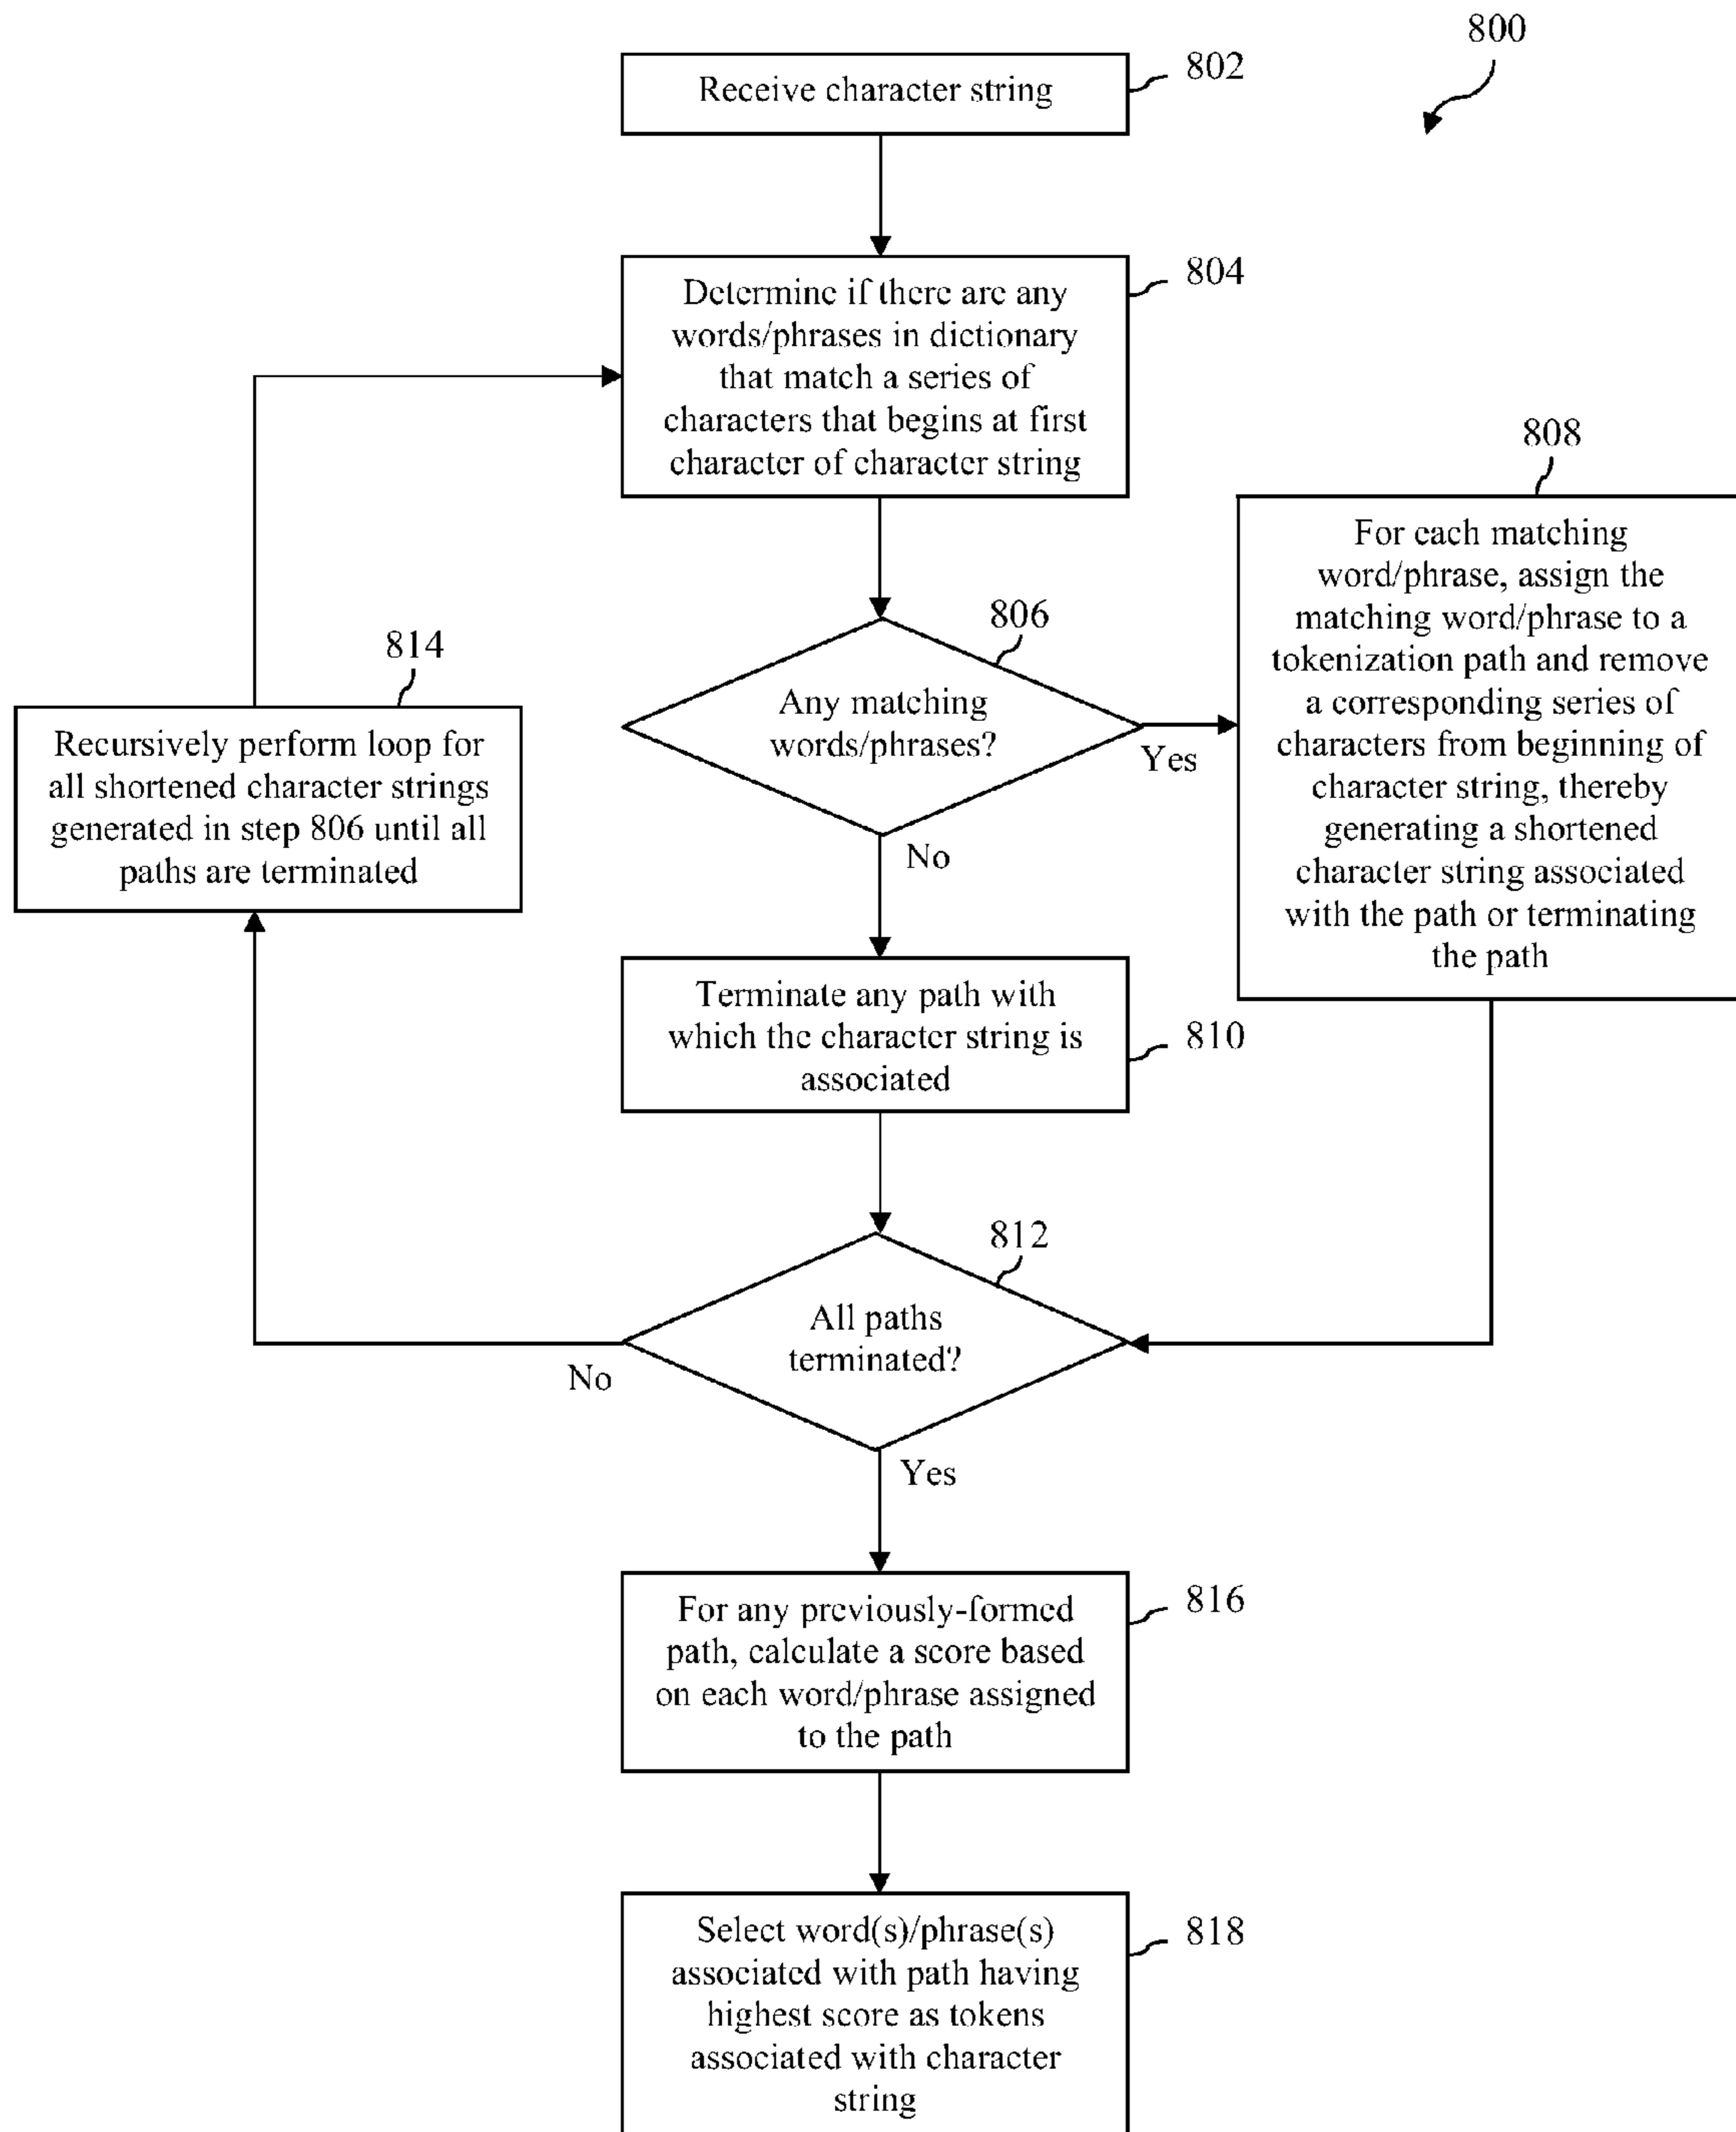 800
802
Receive character string
804
Determine if there are any
words/phrases in dictionary
that match a series of
characters that begins at first
character of character string
808
For each matching
word/phrase, assign the
matching word/phrase to a
tokenization path and remove
a corresponding series of
characters from beginning of
character string, thereby
generating a shortened
character string associated
with the path or terminating
the path
806
Any matching
words/phrases?
Yes
No
814
Recursively perform loop for
all shortened character strings
generated in step 806 until all
paths are terminated
Terminate any path with
which the character string is
associated
810
812
All paths
terminated?
No
Yes
816
For any previously-formed
path, calculate a score based
on each word/phrase assigned
to the path
818
Select word(s)/phrase(s)
associated with path having
highest score as tokens
associated with character
string